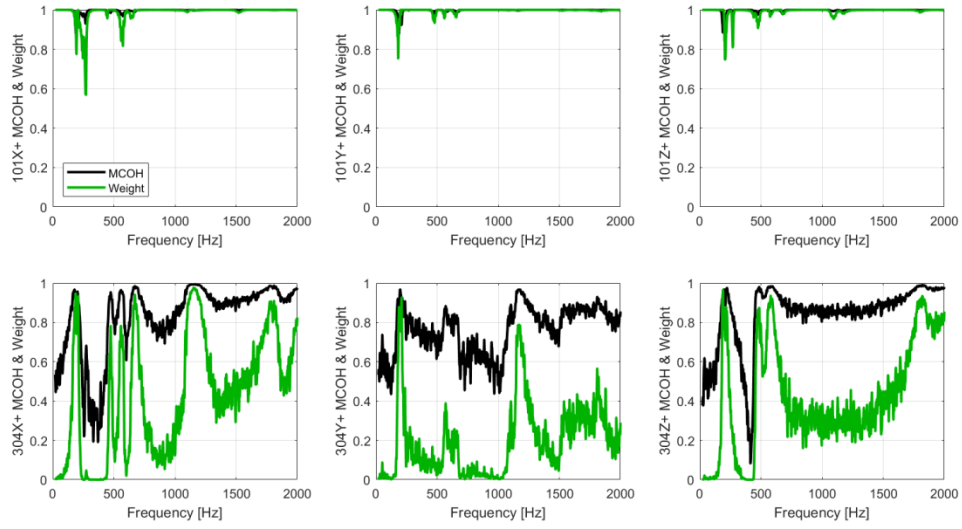 101X+ MCOH & Weight
1
0.8
0.6
0.4
0.2
0
MCOH
Weight
0 500 1000 1500 2000
Frequency [Hz]
101Y+ MCOH & Weight
1
0.8
0.6
0.4
0.2
0
0 500 1000 1500 2000
Frequency [Hz]
101Z+ MCOH & Weight
1
0.8
0.6
0.4
0.2
0
0 500 1000 1500 2000
Frequency [Hz]
304X+ MCOH & Weight
1
0.8
0.6
0.4
0.2
0
0 500 1000 1500 2000
Frequency [Hz]
304Y+ MCOH & Weight
1
0.8
0.6
0.4
0.2
0
0 500 1000 1500 2000
Frequency [Hz]
304Z+ MCOH & Weight
1
0.8
0.6
0.4
0.2
0
0 500 1000 1500 2000
Frequency [Hz]